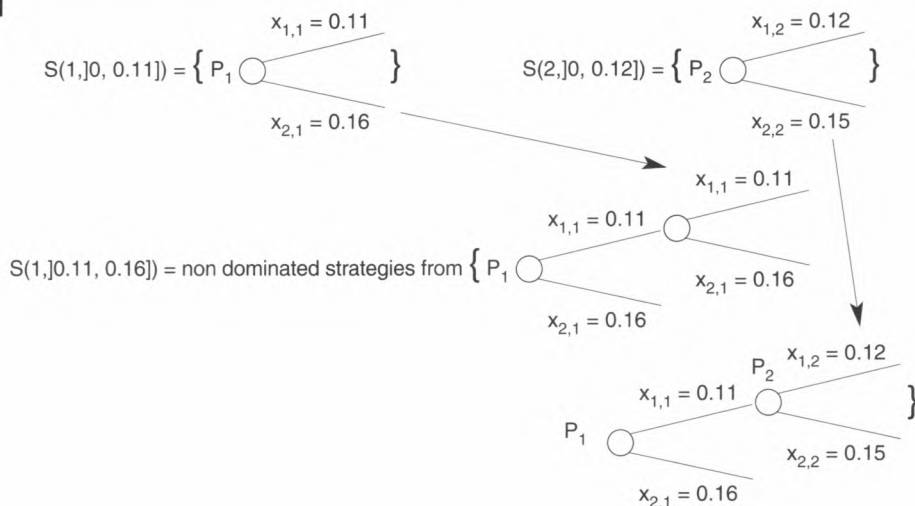 x1,1 = 0.11
x1,2 = 0.12
S(1,]0, 0.11]) = { P1 }
S(2,]0, 0.12]) = { P2 }
x2,1 = 0.16
x2,2 = 0.15
x1,1 = 0.11
x1,1 = 0.11
S(1,]0.11, 0.16]) = non dominated strategies from { P1
x2,1 = 0.16
x2,1 = 0.16
x1,2 = 0.12
P2
x1,1 = 0.11
}
P1
x2,2 = 0.15
x2,1 = 0.16